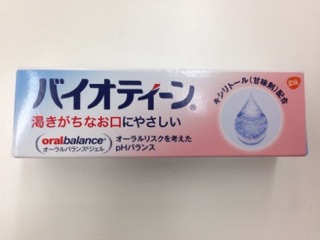 バイオティーン®
渇きがちなお口にやさしい
oralbalance®
オーラルバランス®ジェル
オーラルリスクを考えた
pHバランス
キシリトール(甘味剤)配合
gsk